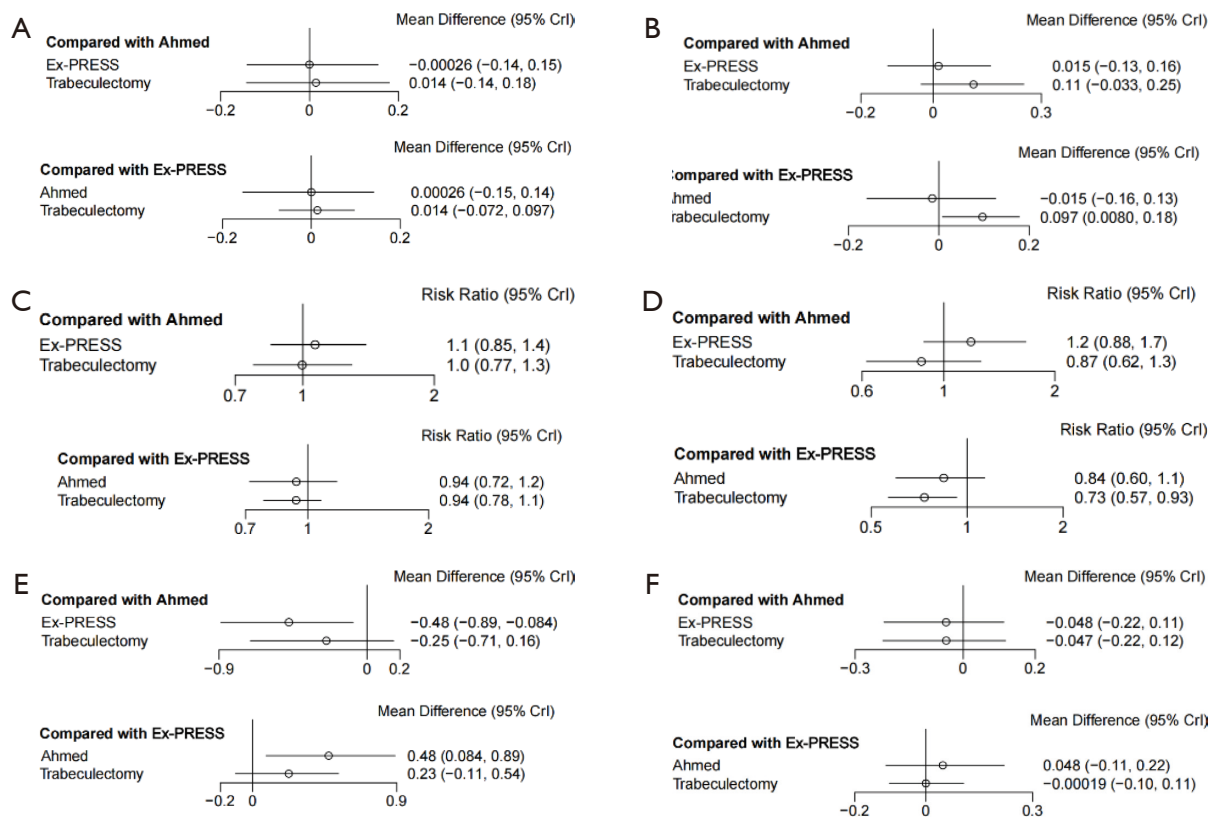 A
Mean Difference (95% CrI)
Compared with Ahmed
Ex-PRESS −0.00026 (−0.14, 0.15)
Trabeculectomy 0.014 (−0.14, 0.18)
−0.2 0 0.2
Mean Difference (95% CrI)
Compared with Ex-PRESS
Ahmed 0.00026 (−0.15, 0.14)
Trabeculectomy 0.014 (−0.072, 0.097)
−0.2 0 0.2
B
Mean Difference (95% CrI)
Compared with Ahmed
Ex-PRESS 0.015 (−0.13, 0.16)
Trabeculectomy 0.11 (−0.033, 0.25)
−0.2 0 0.3
Mean Difference (95% CrI)
ompared with Ex-PRESS
Ahmed −0.015 (−0.16, 0.13)
rabeculectomy 0.097 (0.0080, 0.18)
−0.2 0 0.2
C
Risk Ratio (95% CrI)
Compared with Ahmed
Ex-PRESS 1.1 (0.85, 1.4)
Trabeculectomy 1.0 (0.77, 1.3)
0.7 1 2
Risk Ratio (95% CrI)
Compared with Ex-PRESS
Ahmed 0.94 (0.72, 1.2)
Trabeculectomy 0.94 (0.78, 1.1)
0.7 1 2
D
Risk Ratio (95% CrI)
Compared with Ahmed
Ex-PRESS 1.2 (0.88, 1.7)
Trabeculectomy 0.87 (0.62, 1.3)
0.6 1 2
Risk Ratio (95% CrI)
Compared with Ex-PRESS
Ahmed 0.84 (0.60, 1.1)
Trabeculectomy 0.73 (0.57, 0.93)
0.5 1 2
E
Mean Difference (95% CrI)
Compared with Ahmed
Ex-PRESS −0.48 (−0.89, −0.084)
Trabeculectomy −0.25 (−0.71, 0.16)
−0.9 0 0.2
Mean Difference (95% CrI)
Compared with Ex-PRESS
Ahmed 0.48 (0.084, 0.89)
Trabeculectomy 0.23 (−0.11, 0.54)
−0.2 0 0.9
F
Mean Difference (95% CrI)
Compared with Ahmed
Ex-PRESS −0.048 (−0.22, 0.11)
Trabeculectomy −0.047 (−0.22, 0.12)
−0.3 0 0.2
Mean Difference (95% CrI)
Compared with Ex-PRESS
Ahmed 0.048 (−0.11, 0.22)
Trabeculectomy −0.00019 (−0.10, 0.11)
−0.2 0 0.3